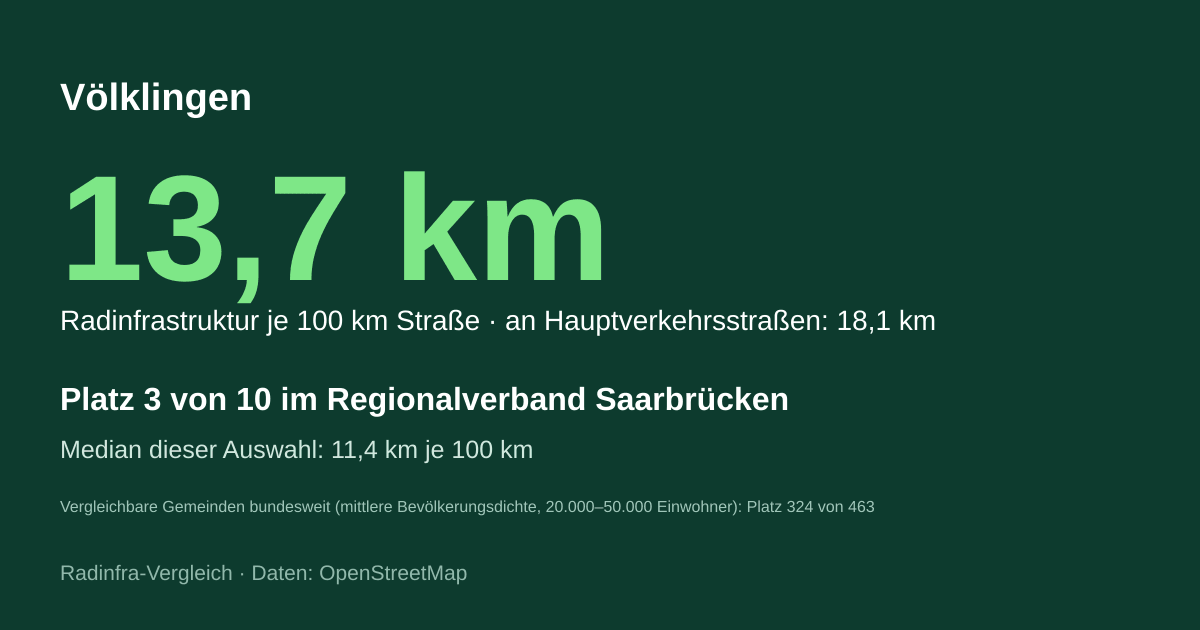 Völklingen
13,7 km
Radinfrastruktur je 100 km Straße · an Hauptverkehrsstraßen: 18,1 km
Platz 3 von 10 im Regionalverband Saarbrücken
Median dieser Auswahl: 11,4 km je 100 km
Vergleichbare Gemeinden bundesweit (mittlere Bevölkerungsdichte, 20.000–50.000 Einwohner): Platz 324 von 463
Radinfra-Vergleich · Daten: OpenStreetMap